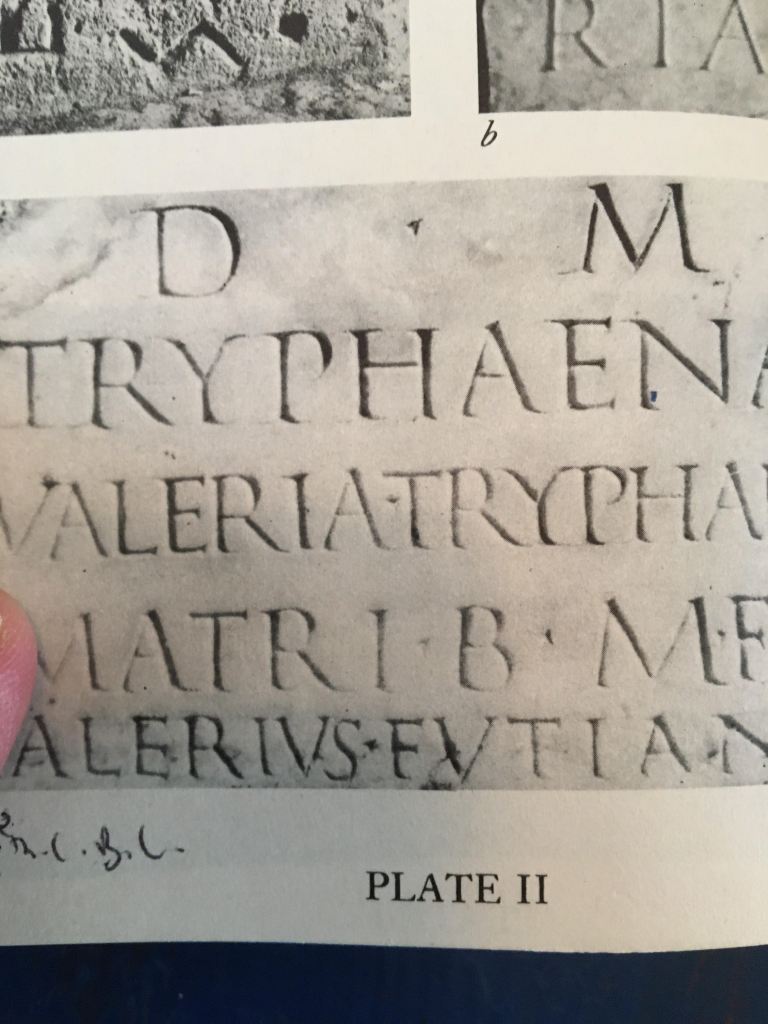 RIA
b
D · M
TRYPHAENA
VALERIA·TRYPHA
MATRI·B·M·F
ALERIVS·EVTIAN
PLATE II